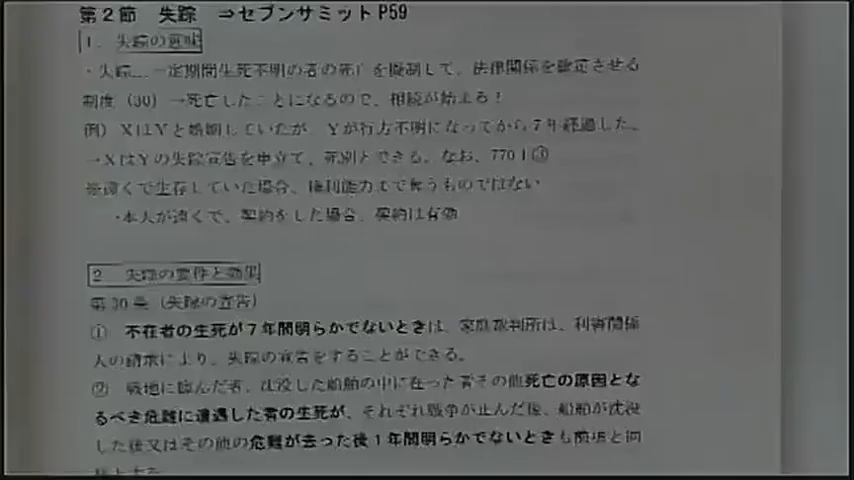 第2節 失踪 ⇒セブンサミット P59
1. 失踪の意味
・失踪…一定期間生死不明の者の死亡を擬制して、法律関係を確定させる
制度（30）→死亡したことになるので、相続が始まる！
例）XはYと婚姻していたが、Yが行方不明になってから7年経過した。
→XはYの失踪宣告を申立て、死別とできる。なお、770Ⅰ③
※遠くで生存していた場合、権利能力まで奪うものではない
・本人が遠くで、契約をした場合、契約は有効
2 失踪の要件と効果
第30条（失踪の宣告）
① 不在者の生死が7年間明らかでないときは、家庭裁判所は、利害関係
人の請求により、失踪の宣告をすることができる。
② 戦地に臨んだ者、沈没した船舶の中に在った者その他死亡の原因とな
るべき危難に遭遇した者の生死が、それぞれ戦争が止んだ後、船舶が沈没
した後又はその他の危難が去った後1年間明らかでないときも前項と同
様とする。